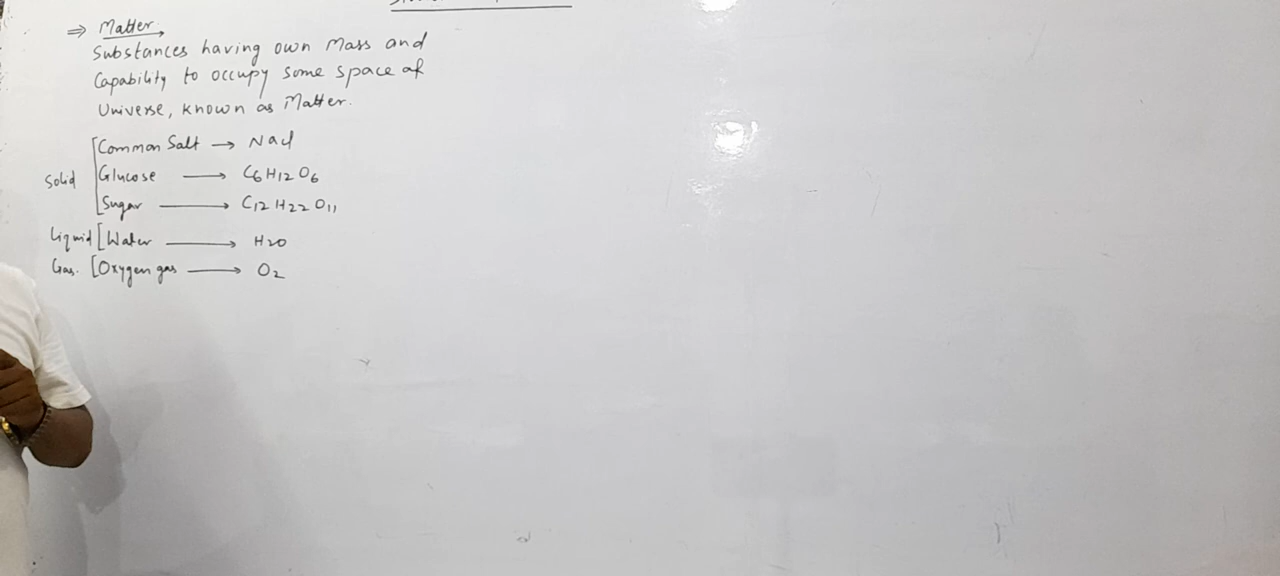 ⇒ Matter
Substances having own Mass and
Capability to occupy some space of
Universe, known as Matter.
Common Salt → NaCl
Solid Glucose → C6H12O6
Sugar → C12H22O11
Liquid [Water → H2O
Gas. [Oxygen gas → O2